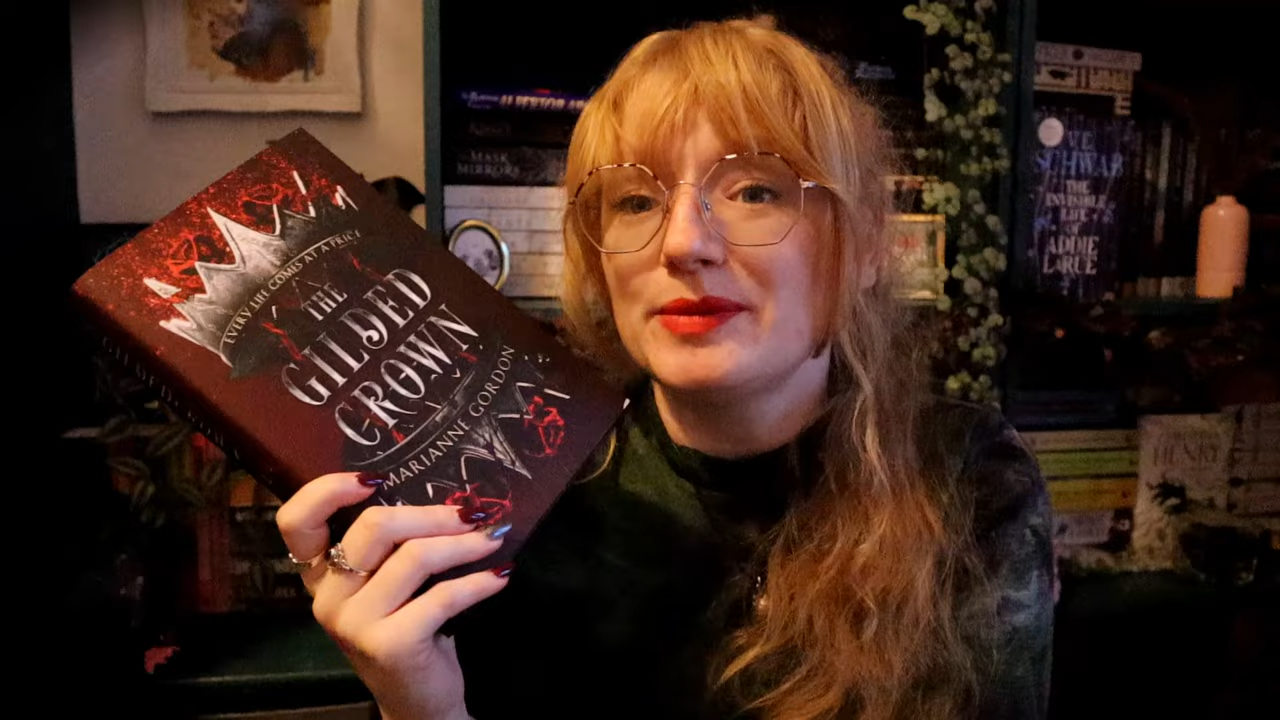 EVERY LIFE COMES AT A PRICE
THE
GILDED
CROWN
MARIANNE GORDON
MASK
MIRRORS
V.E.
SCHWAB
THE
INVISIBLE
LIFE
OF
ADDIE
LARUE
HENRY